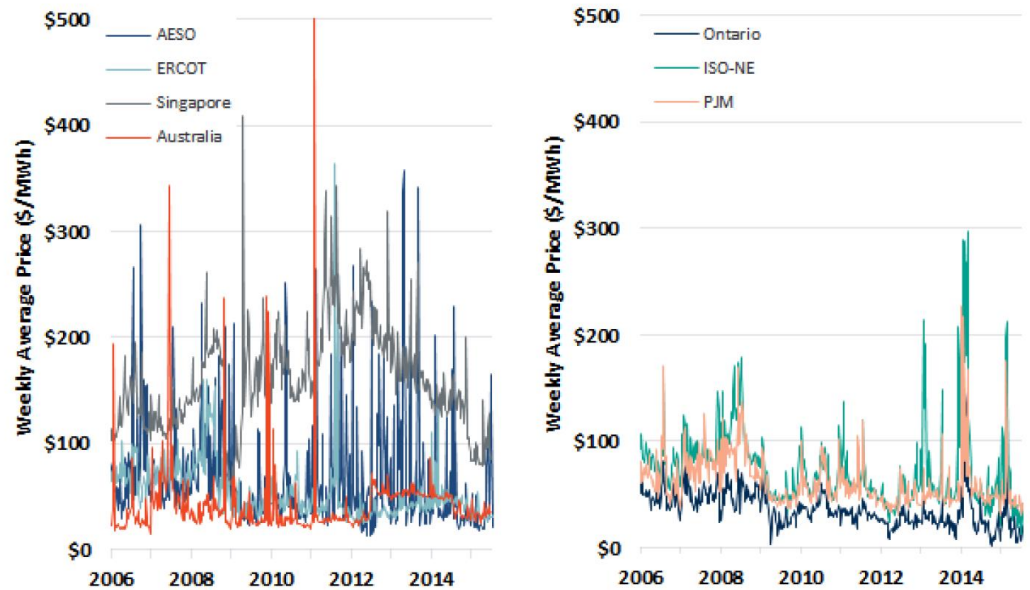 $500
$400
$300
$200
$100
$0
Weekly Average Price ($/MWh)
AESO
ERCOT
Singapore
Australia
2006
2008
2010
2012
2014
$500
$400
$300
$200
$100
$0
Weekly Average Price ($/MWh)
Ontario
ISO-NE
PJM
2006
2008
2010
2012
2014